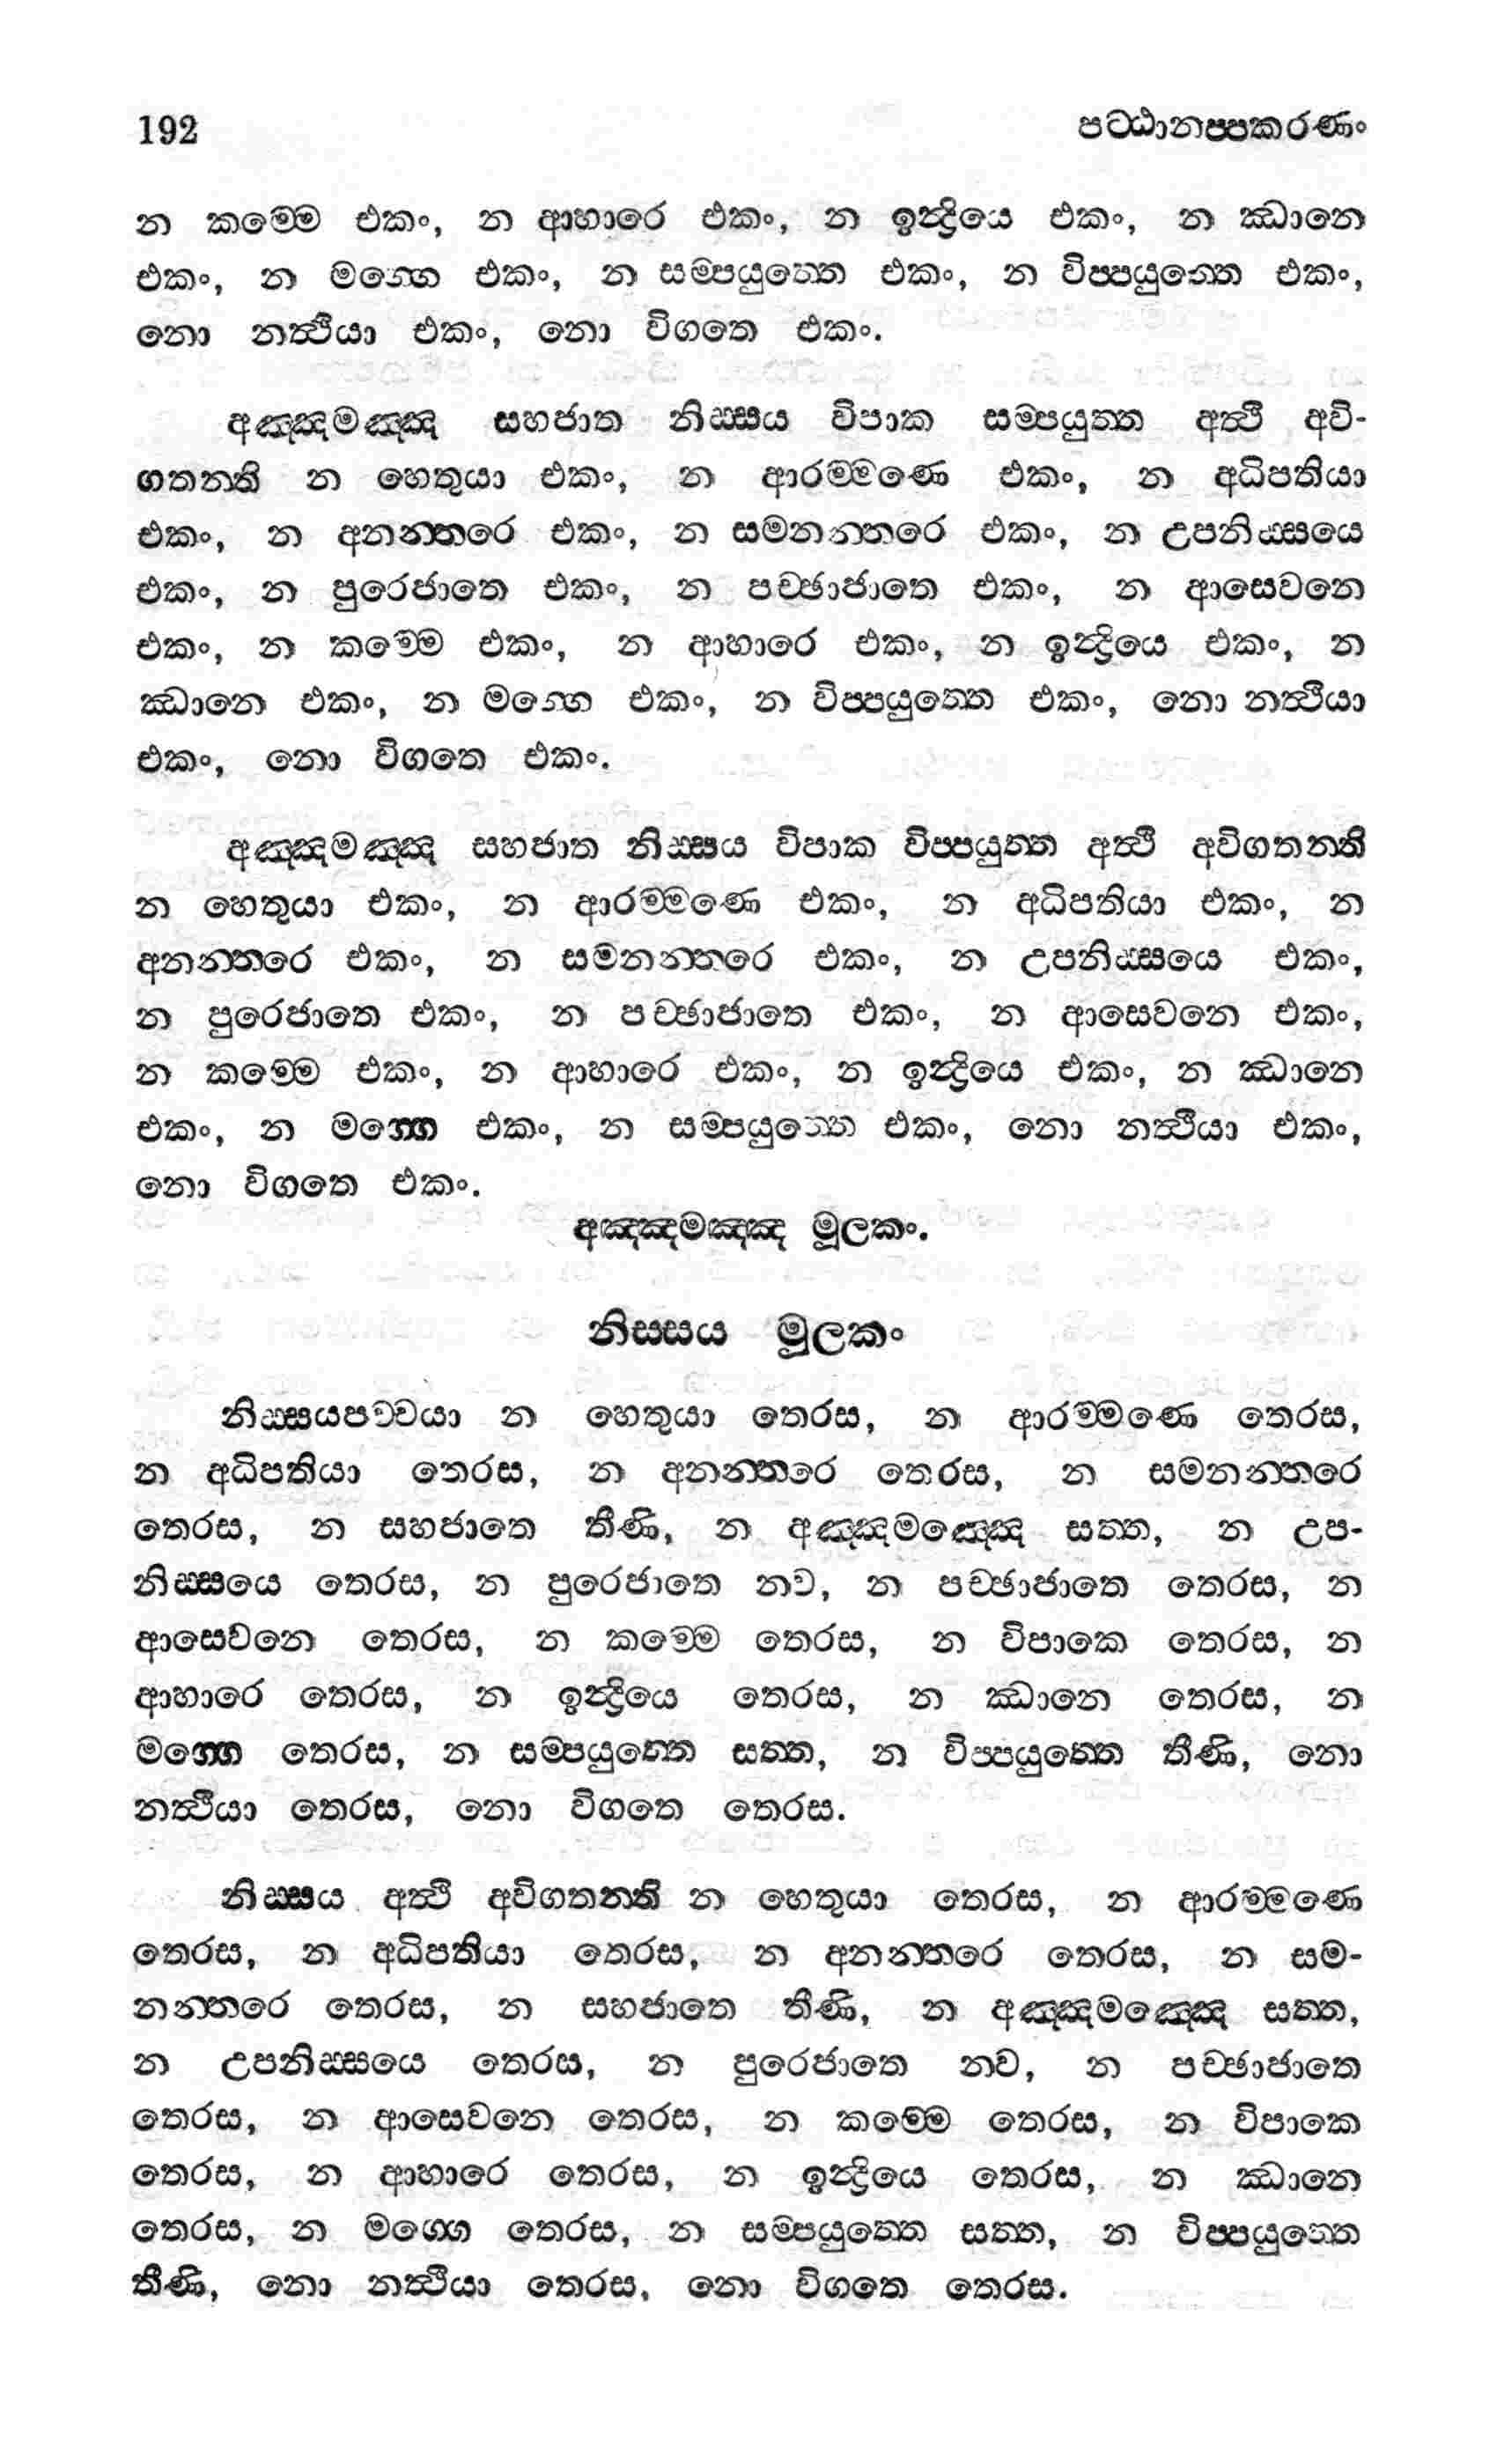 192 පට්ඨානප්පකරණං
න කම්මෙ එකං, න ආහාරෙ එකං, න ඉන්ද්‍රියෙ එකං, න ඣානෙ
එකං, න මග්ගෙ එකං, න සම්පයුත්තෙ එකං, න විප්පයුත්තෙ එකං,
නො නත්ථියා එකං, නො විගතෙ එකං.
අඤ්ඤමඤ්ඤ සහජාත නිස්සය විපාක සම්පයුත්ත අත්ථි අවි-
ගතන්ති න හෙතුයා එකං, න ආරම්මණෙ එකං, න අධිපතියා
එකං, න අනන්තරෙ එකං, න සමනන්තරෙ එකං, න උපනිස්සයෙ
එකං, න පුරෙජාතෙ එකං, න පච්ඡාජාතෙ එකං, න ආසෙවනෙ
එකං, න කම්මෙ එකං, න ආහාරෙ එකං, න ඉන්ද්‍රියෙ එකං, න
ඣානෙ එකං, න මග්ගෙ එකං, න විප්පයුත්තෙ එකං, නො නත්ථියා
එකං, නො විගතෙ එකං.
අඤ්ඤමඤ්ඤ සහජාත නිස්සය විපාක විප්පයුත්ත අත්ථි අවිගතන්ති
න හෙතුයා එකං, න ආරම්මණෙ එකං, න අධිපතියා එකං, න
අනන්තරෙ එකං, න සමනන්තරෙ එකං, න උපනිස්සයෙ එකං,
න පුරෙජාතෙ එකං, න පච්ඡාජාතෙ එකං, න ආසෙවනෙ එකං,
න කම්මෙ එකං, න ආහාරෙ එකං, න ඉන්ද්‍රියෙ එකං, න ඣානෙ
එකං, න මග්ගෙ එකං, න සම්පයුත්තෙ එකං, නො නත්ථියා එකං,
නො විගතෙ එකං.
අඤ්ඤමඤ්ඤ මූලකං.
නිස්සය මූලකං
නිස්සයපච්චයා න හෙතුයා තෙරස, න ආරම්මණෙ තෙරස,
න අධිපතියා තෙරස, න අනන්තරෙ තෙරස, න සමනන්තරෙ
තෙරස, න සහජාතෙ තීණි, න අඤ්ඤමඤ්ඤෙ සත්ත, න උප-
නිස්සයෙ තෙරස, න පුරෙජාතෙ නව, න පච්ඡාජාතෙ තෙරස, න
ආසෙවනෙ තෙරස, න කම්මෙ තෙරස, න විපාකෙ තෙරස, න
ආහාරෙ තෙරස, න ඉන්ද්‍රියෙ තෙරස, න ඣානෙ තෙරස, න
මග්ගෙ තෙරස, න සම්පයුත්තෙ සත්ත, න විප්පයුත්තෙ තීණි, නො
නත්ථියා තෙරස, නො විගතෙ තෙරස.
නිස්සය අත්ථි අවිගතන්ති න හෙතුයා තෙරස, න ආරම්මණෙ
තෙරස, න අධිපතියා තෙරස, න අනන්තරෙ තෙරස, න සම-
නන්තරෙ තෙරස, න සහජාතෙ තීණි, න අඤ්ඤමඤ්ඤෙ සත්ත,
න උපනිස්සයෙ තෙරස, න පුරෙජාතෙ නව, න පච්ඡාජාතෙ
තෙරස, න ආසෙවනෙ තෙරස, න කම්මෙ තෙරස, න විපාකෙ
තෙරස, න ආහාරෙ තෙරස, න ඉන්ද්‍රියෙ තෙරස, න ඣානෙ
තෙරස, න මග්ගෙ තෙරස, න සම්පයුත්තෙ සත්ත, න විප්පයුත්තෙ
තීණි, නො නත්ථියා තෙරස, නො විගතෙ තෙරස.